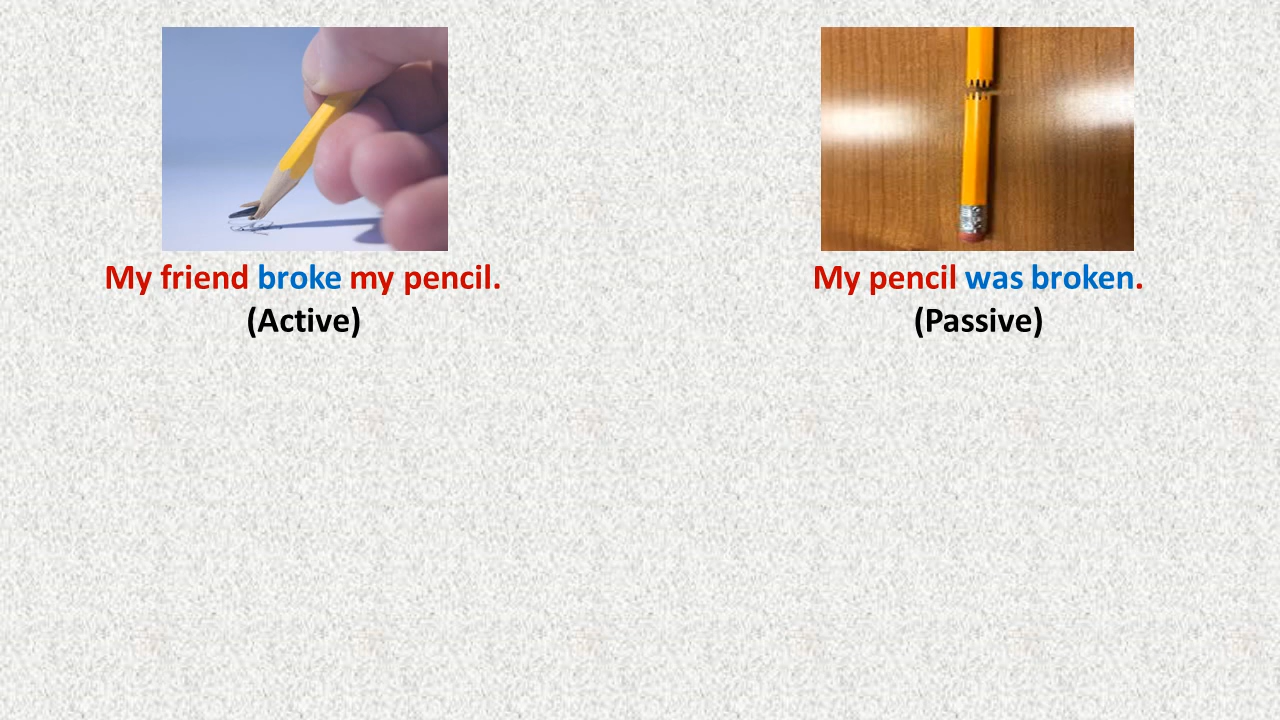 My friend broke my pencil.
(Active)
My pencil was broken.
(Passive)